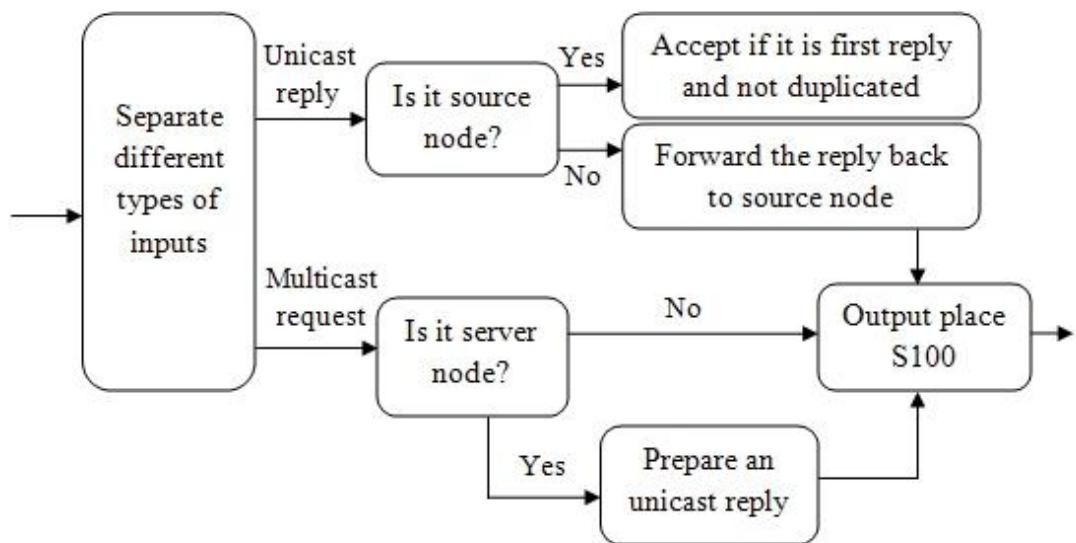 Separate
different
types of
inputs
Unicast
reply
Is it source
node?
Yes
Accept if it is first reply
and not duplicated
No
Forward the reply back
to source node
Multicast
request
Is it server
node?
No
Output place
S100
Yes
Prepare an
unicast reply